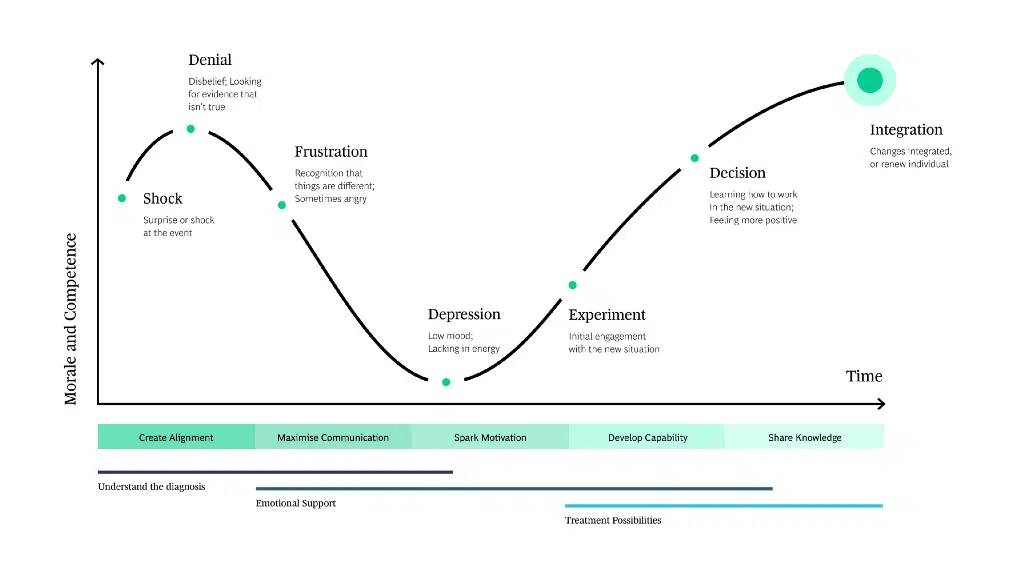 Denial
Disbelief; Looking
for evidence that
isn't true
Frustration
Recognition that
things are different;
Sometimes angry
Shock
Surprise or shock
at the event
Integration
Changes integrated,
or renew individual
Decision
Learning how to work
in the new situation;
Feeling more positive
Depression
Low mood;
Lacking in energy
Experiment
Initial engagement
with the new situation
Morale and Competence
Time
Create Alignment
Maximise Communication
Spark Motivation
Develop Capability
Share Knowledge
Understand the diagnosis
Emotional Support
Treatment Possibilities